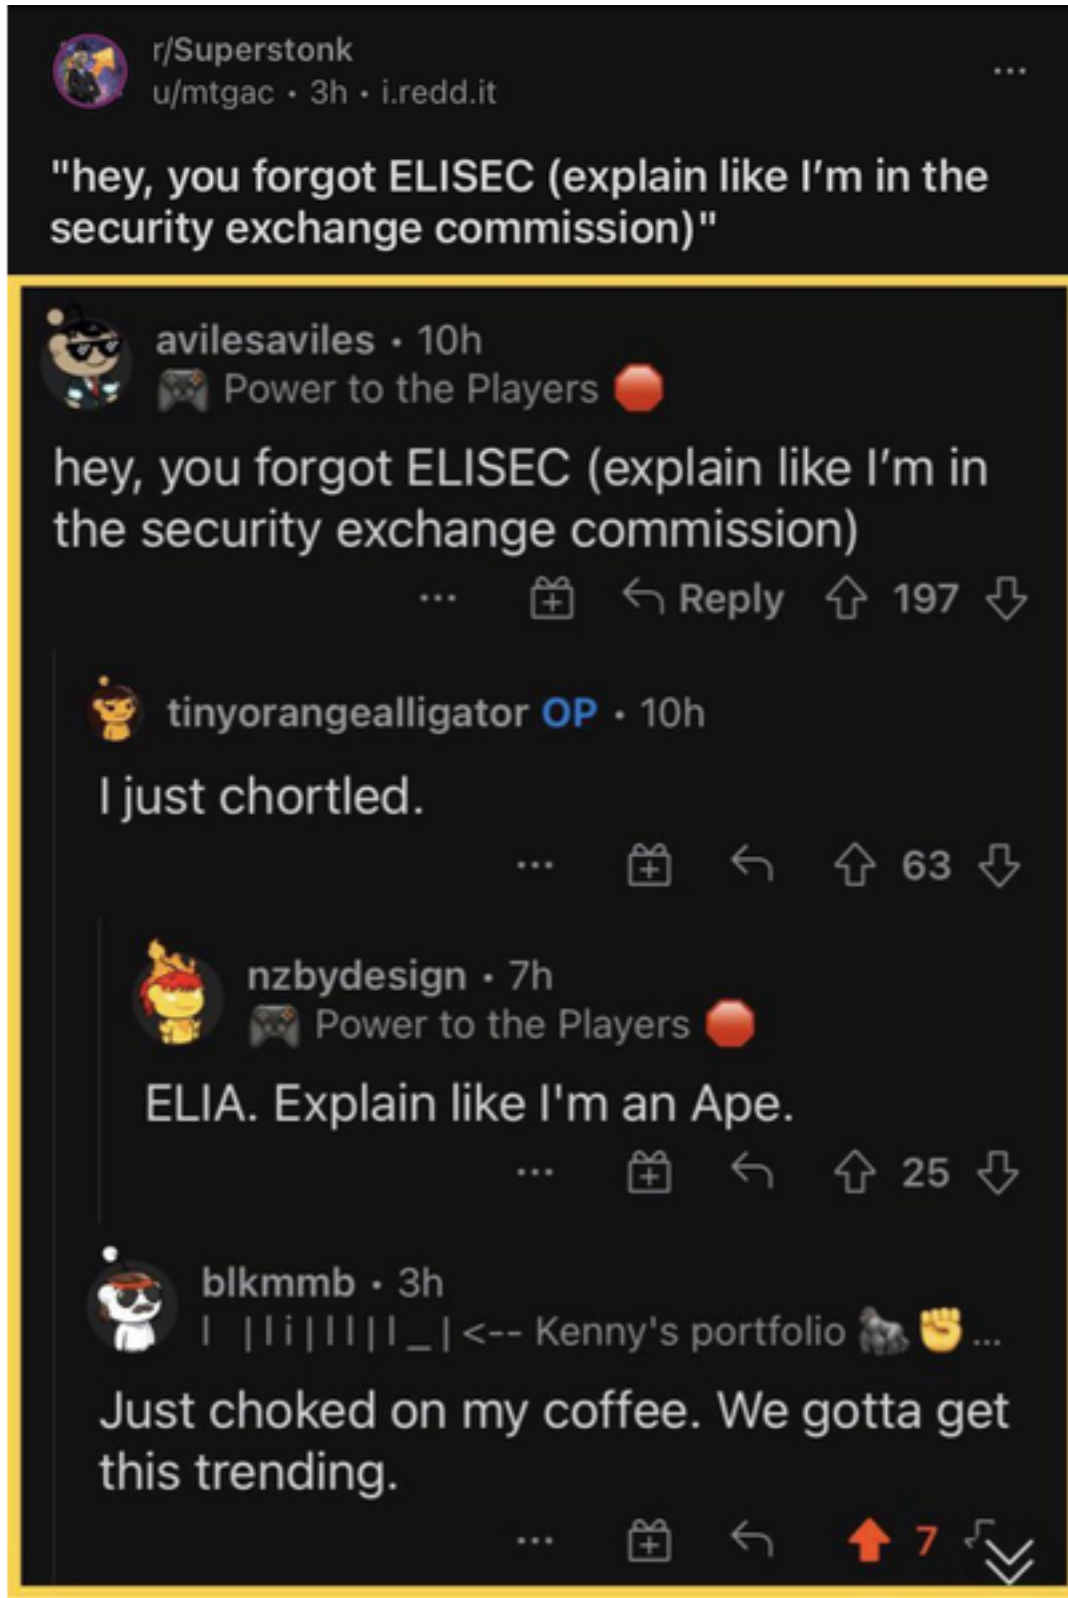 r/Superstonk
u/mtgac • 3h • i.redd.it
"hey, you forgot ELISEC (explain like I’m in the
security exchange commission)"
avilesaviles • 10h
🎮 Power to the Players 🛑
hey, you forgot ELISEC (explain like I’m in
the security exchange commission)
Reply 197
tinyorangealligator OP • 10h
I just chortled.
63
nzbydesign • 7h
🎮 Power to the Players 🛑
ELIA. Explain like I'm an Ape.
25
blkmmb • 3h
<-- Kenny's portfolio 🦍 ✊ ...
Just choked on my coffee. We gotta get
this trending.
7